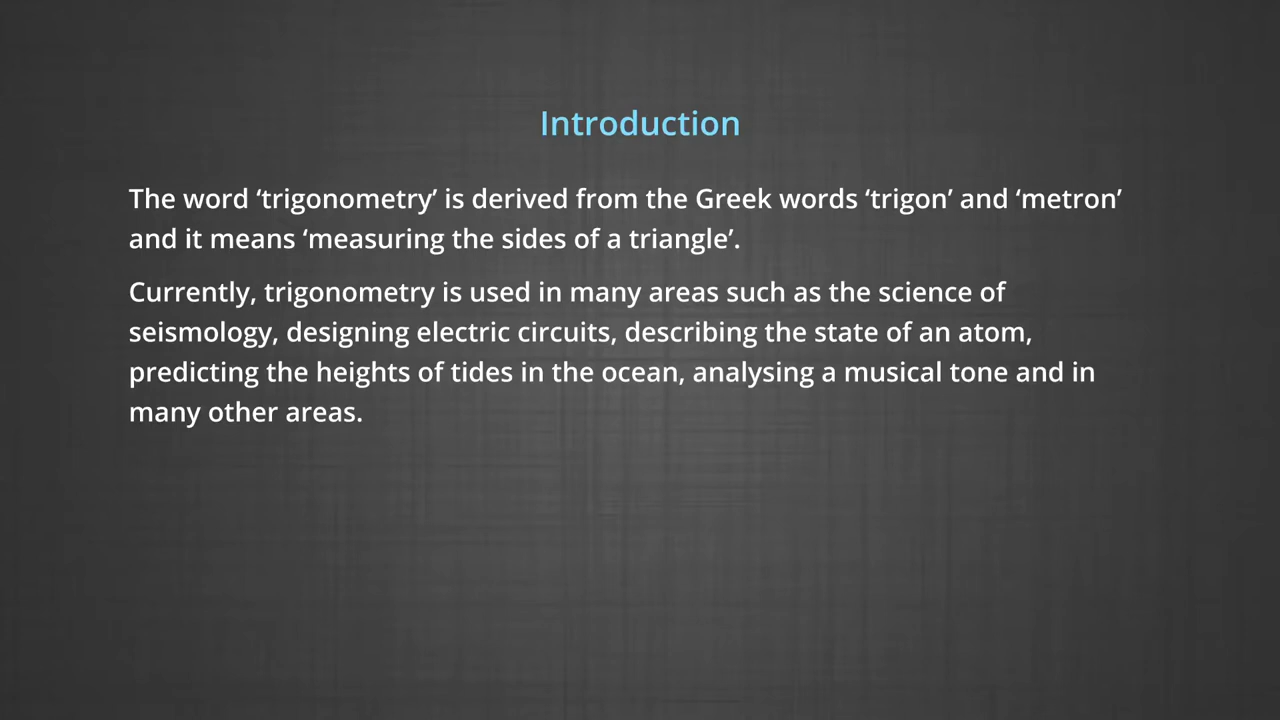 Introduction
The word ‘trigonometry’ is derived from the Greek words ‘trigon’ and ‘metron’
and it means ‘measuring the sides of a triangle’.
Currently, trigonometry is used in many areas such as the science of
seismology, designing electric circuits, describing the state of an atom,
predicting the heights of tides in the ocean, analysing a musical tone and in
many other areas.